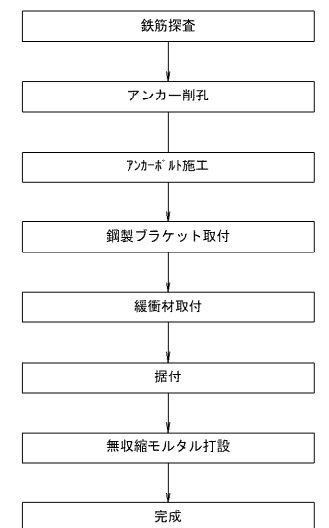 鉄筋探査
アンカー削孔
ｱﾝｶｰﾎﾞﾙﾄ施工
鋼製ブラケット取付
緩衝材取付
据付
無収縮モルタル打設
完成